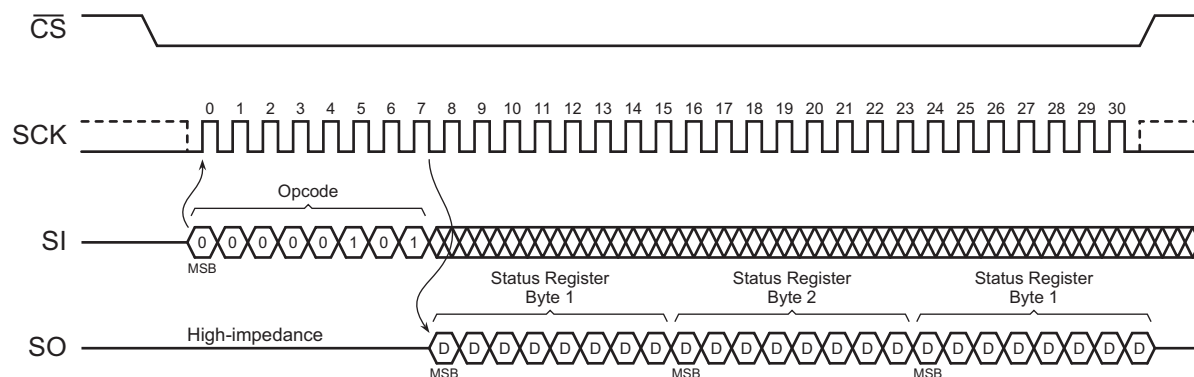 CS
SCK
0 1 2 3 4 5 6 7 8 9 10 11 12 13 14 15 16 17 18 19 20 21 22 23 24 25 26 27 28 29 30
Opcode
SI
0 0 0 0 0 1 0 1
MSB
Status Register
Byte 1
Status Register
Byte 2
Status Register
Byte 1
High-impedance
SO
D D D D D D D D D D D D D D D D D D D D D D D D
MSB
MSB
MSB